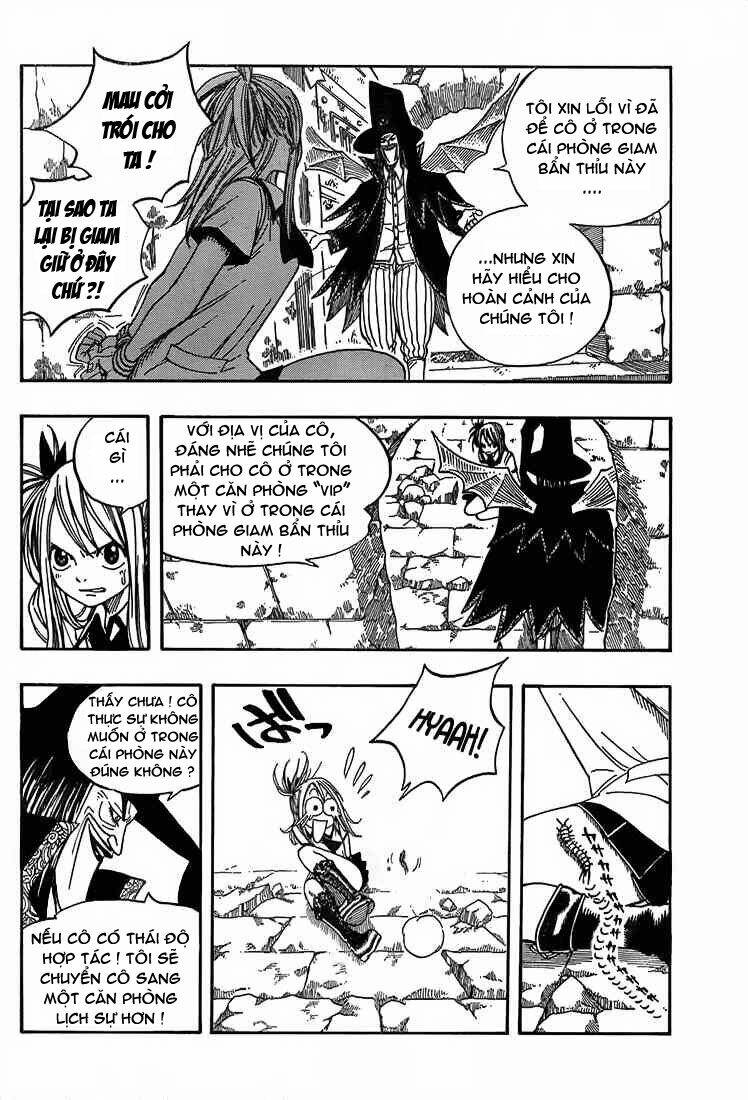 MAU CỞI
TRÓI CHO
TA !
TẠI SAO TA
LẠI BỊ GIAM
GIỮ Ở ĐÂY
CHỨ ?!
TÔI XIN LỖI VÌ ĐÃ
ĐỂ CÔ Ở TRONG
CÁI PHÒNG GIAM
BẨN THỈU NÀY
....
...NHƯNG XIN
HÃY HIỂU CHO
HOÀN CẢNH CỦA
CHÚNG TÔI !
CÁI
GÌ
...
VỚI ĐỊA VỊ CỦA CÔ,
ĐÁNG NHẼ CHÚNG TÔI
PHẢI CHO CÔ Ở TRONG
MỘT CĂN PHÒNG “VIP”
THAY VÌ Ở TRONG CÁI
PHÒNG GIAM BẨN THỈU
NÀY !
THẤY CHƯA ! CÔ
THỰC SỰ KHÔNG
MUỐN Ở TRONG
CÁI PHÒNG NÀY
ĐÚNG KHÔNG ?
NẾU CÔ CÓ THÁI ĐỘ
HỢP TÁC ! TÔI SẼ
CHUYỂN CÔ SANG
MỘT CĂN PHÒNG
LỊCH SỰ HƠN !
ばっ
HYAAH!